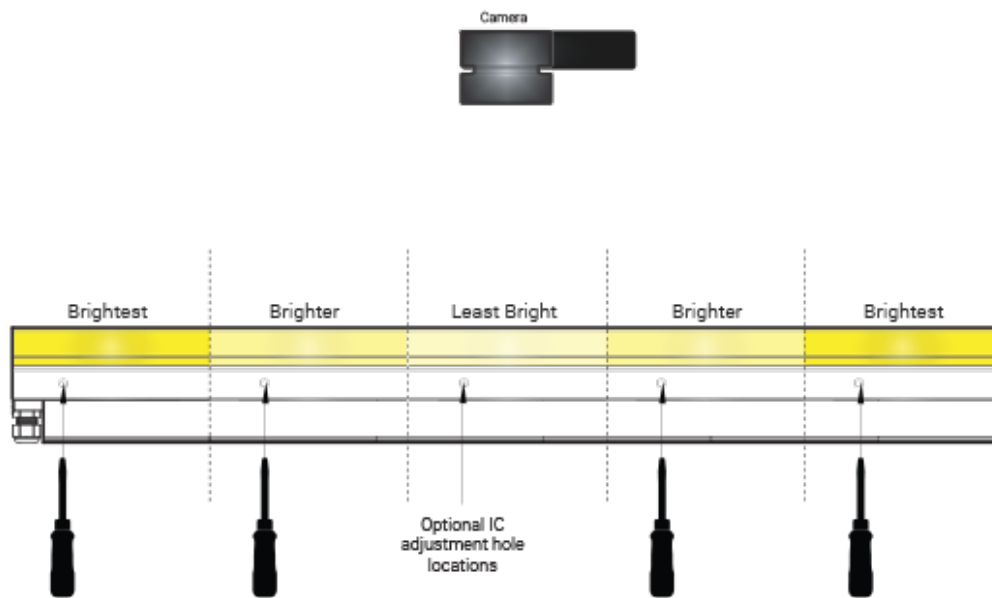 Camera
Brightest
Brighter
Least Bright
Brighter
Brightest
Optional IC
adjustment hole
locations